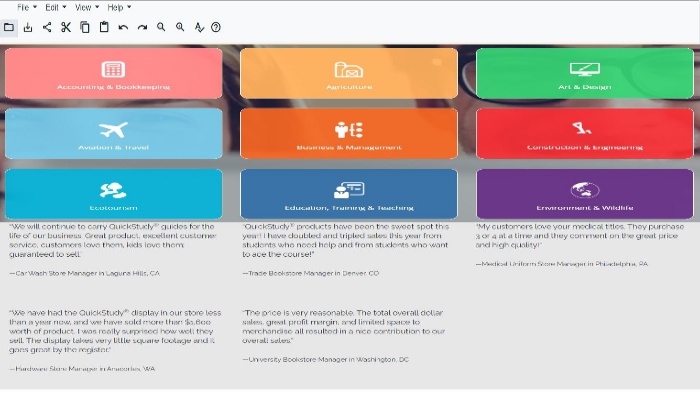 File Edit View Help
Accounting & Bookkeeping
Agriculture
Art & Design
Aviation & Travel
Business & Management
Construction & Engineering
Ecotourism
Education, Training & Teaching
Environment & Wildlife
"We will continue to carry QuickStudy® guides for the
life of our business. Great product, excellent customer
service, customers love them, kids love them;
guaranteed to sell."
—Car Wash Store Manager in Laguna Hills, CA
"QuickStudy® products have been the sweet spot this
year! I have doubled and tripled sales this year from
students who need help and from students who want
to ace the course!"
—Trade Bookstore Manager in Denver, CO
"My customers love your medical titles. They purchase
3 or 4 at a time and they comment on the great price
and high quality!"
—Medical Uniform Store Manager in Philadelphia, PA
"We have had the QuickStudy® display in our store less
than a year now, and we have sold more than $1,600
worth of product. I was really surprised how well they
sell. The display takes very little square footage and it
goes great by the register."
—Hardware Store Manager in Anacortes, WA
"The price is very reasonable. The total overall dollar
sales, great profit margin, and limited space to
merchandise all resulted in a nice contribution to our
overall sales."
—University Bookstore Manager in Washington, DC